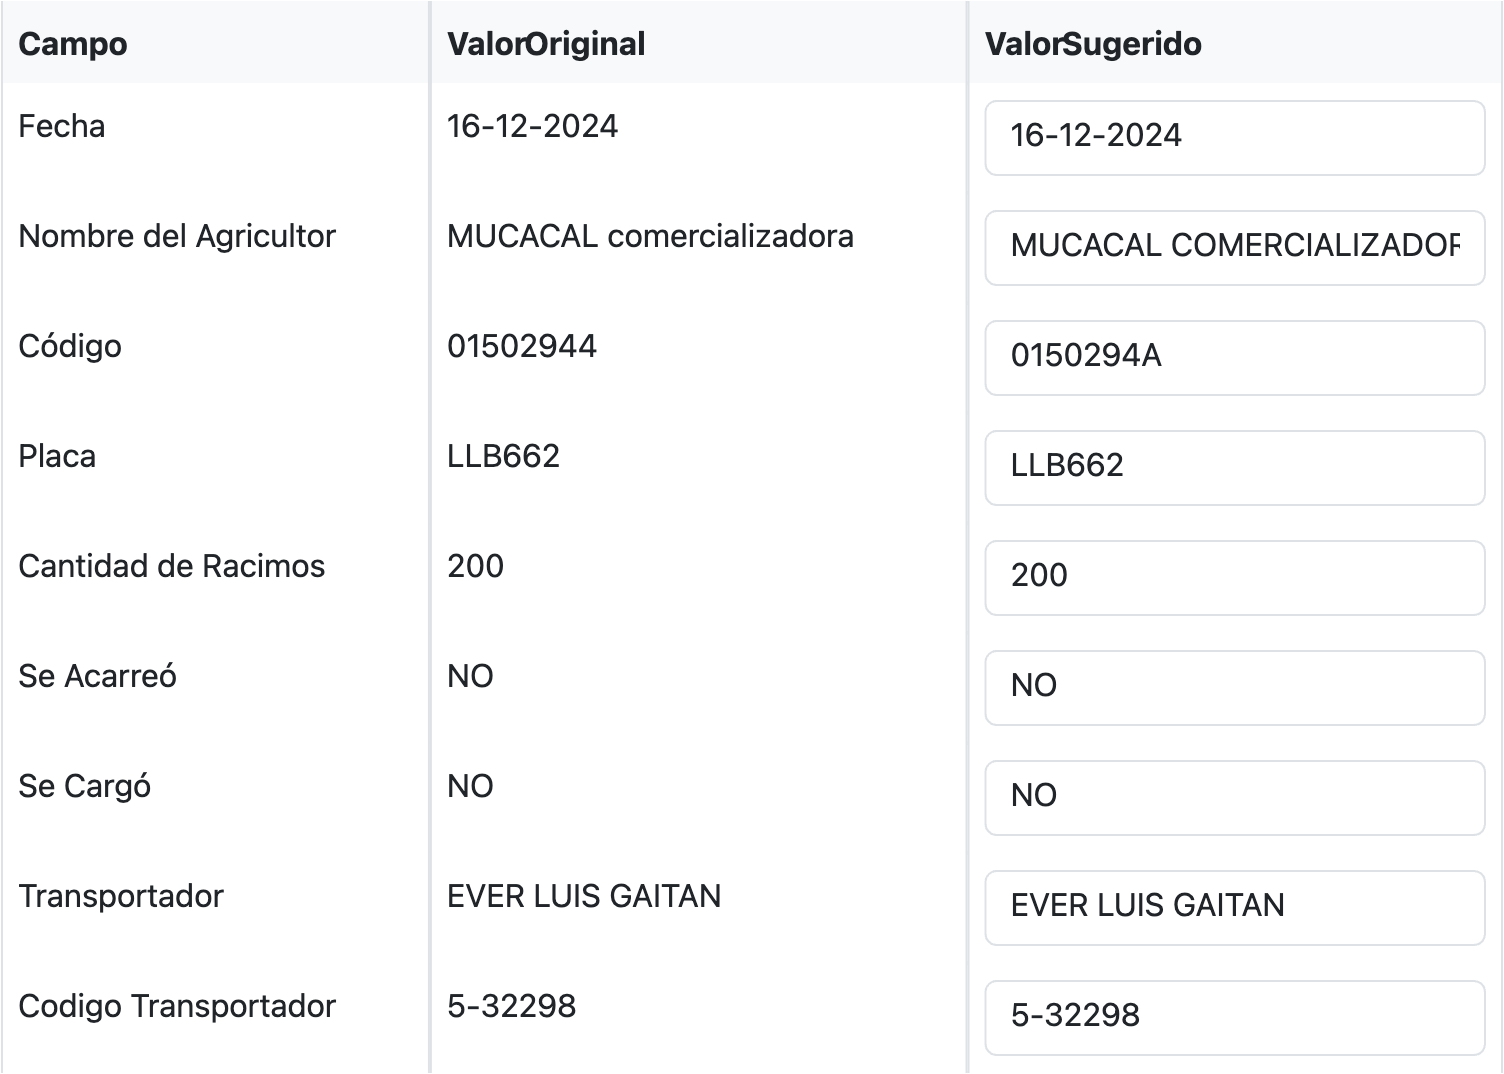 Campo ValorOriginal ValorSugerido
Fecha 16-12-2024 16-12-2024
Nombre del Agricultor MUCACAL comercializadora MUCACAL COMERCIALIZADOR
Código 01502944 0150294A
Placa LLB662 LLB662
Cantidad de Racimos 200 200
Se Acarreó NO NO
Se Cargó NO NO
Transportador EVER LUIS GAITAN EVER LUIS GAITAN
Codigo Transportador 5-32298 5-32298